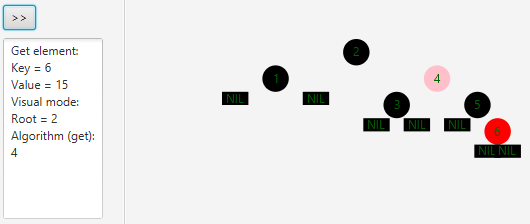 >>
Get element:
Key = 6
Value = 15
Visual mode:
Root = 2
Algorithm (get):
4
2
1
4
NIL
NIL
3
5
NIL
NIL
NIL
6
NIL
NIL